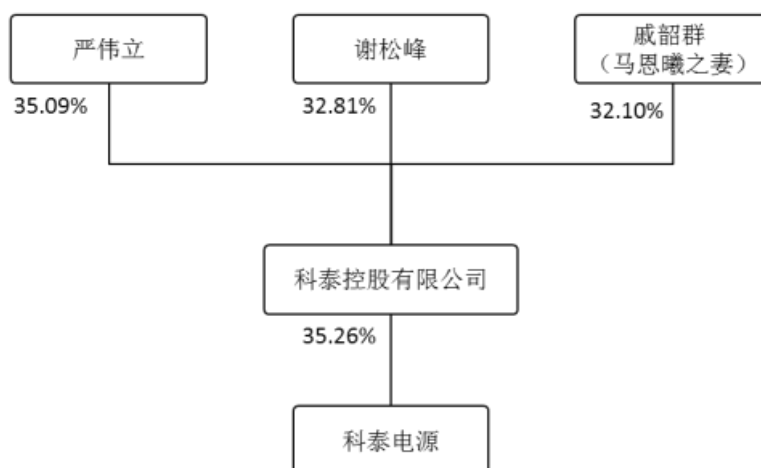 严伟立
谢松峰
戚韶群
（马恩曦之妻）
35.09%
32.81%
32.10%
科泰控股有限公司
35.26%
科泰电源